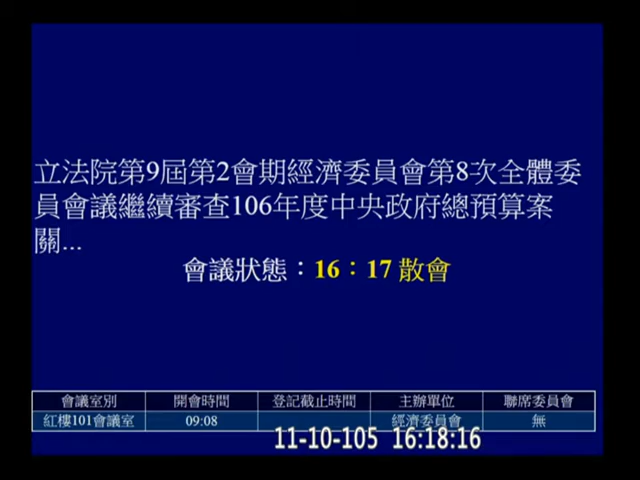 立法院第9屆第2會期經濟委員會第8次全體委
員會議繼續審查106年度中央政府總預算案
關...
會議狀態：16：17 散會
會議室別 開會時間 登記截止時間 主辦單位 聯席委員會
紅樓101會議室 09:08 經濟委員會 無
11-10-105 16:18:16